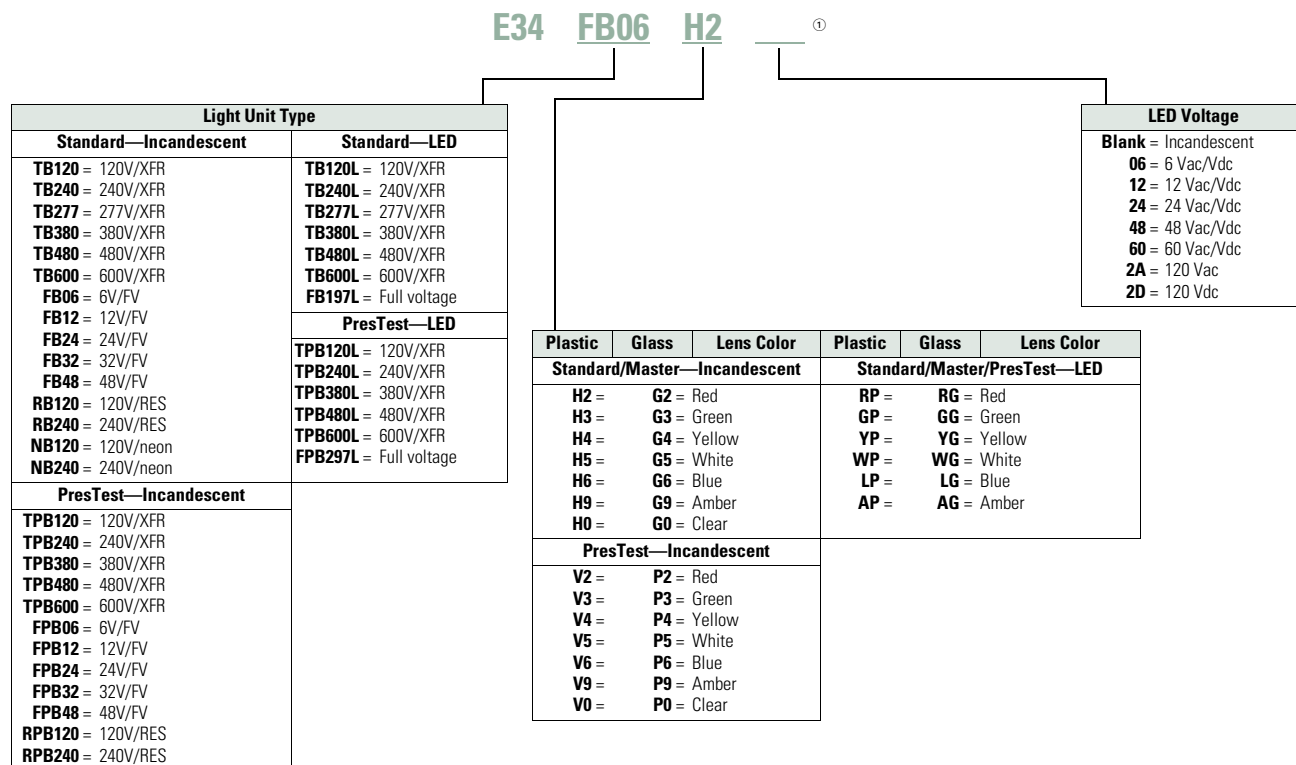 E34 FB06 H2 ___ ①
Light Unit Type
Standard—Incandescent
TB120 = 120V/XFR
TB240 = 240V/XFR
TB277 = 277V/XFR
TB380 = 380V/XFR
TB480 = 480V/XFR
TB600 = 600V/XFR
FB06 = 6V/FV
FB12 = 12V/FV
FB24 = 24V/FV
FB32 = 32V/FV
FB48 = 48V/FV
RB120 = 120V/RES
RB240 = 240V/RES
NB120 = 120V/neon
NB240 = 240V/neon
PresTest—Incandescent
TPB120 = 120V/XFR
TPB240 = 240V/XFR
TPB380 = 380V/XFR
TPB480 = 480V/XFR
TPB600 = 600V/XFR
FPB06 = 6V/FV
FPB12 = 12V/FV
FPB24 = 24V/FV
FPB32 = 32V/FV
FPB48 = 48V/FV
RPB120 = 120V/RES
RPB240 = 240V/RES
Standard—LED
TB120L = 120V/XFR
TB240L = 240V/XFR
TB277L = 277V/XFR
TB380L = 380V/XFR
TB480L = 480V/XFR
TB600L = 600V/XFR
FB197L = Full voltage
PresTest—LED
TPB120L = 120V/XFR
TPB240L = 240V/XFR
TPB380L = 380V/XFR
TPB480L = 480V/XFR
TPB600L = 600V/XFR
FPB297L = Full voltage
Plastic Glass Lens Color
Standard/Master—Incandescent
H2 = G2 = Red
H3 = G3 = Green
H4 = G4 = Yellow
H5 = G5 = White
H6 = G6 = Blue
H9 = G9 = Amber
H0 = G0 = Clear
PresTest—Incandescent
V2 = P2 = Red
V3 = P3 = Green
V4 = P4 = Yellow
V5 = P5 = White
V6 = P6 = Blue
V9 = P9 = Amber
V0 = P0 = Clear
Plastic Glass Lens Color
Standard/Master/PresTest—LED
RP = RG = Red
GP = GG = Green
YP = YG = Yellow
WP = WG = White
LP = LG = Blue
AP = AG = Amber
LED Voltage
Blank = Incandescent
06 = 6 Vac/Vdc
12 = 12 Vac/Vdc
24 = 24 Vac/Vdc
48 = 48 Vac/Vdc
60 = 60 Vac/Vdc
2A = 120 Vac
2D = 120 Vdc